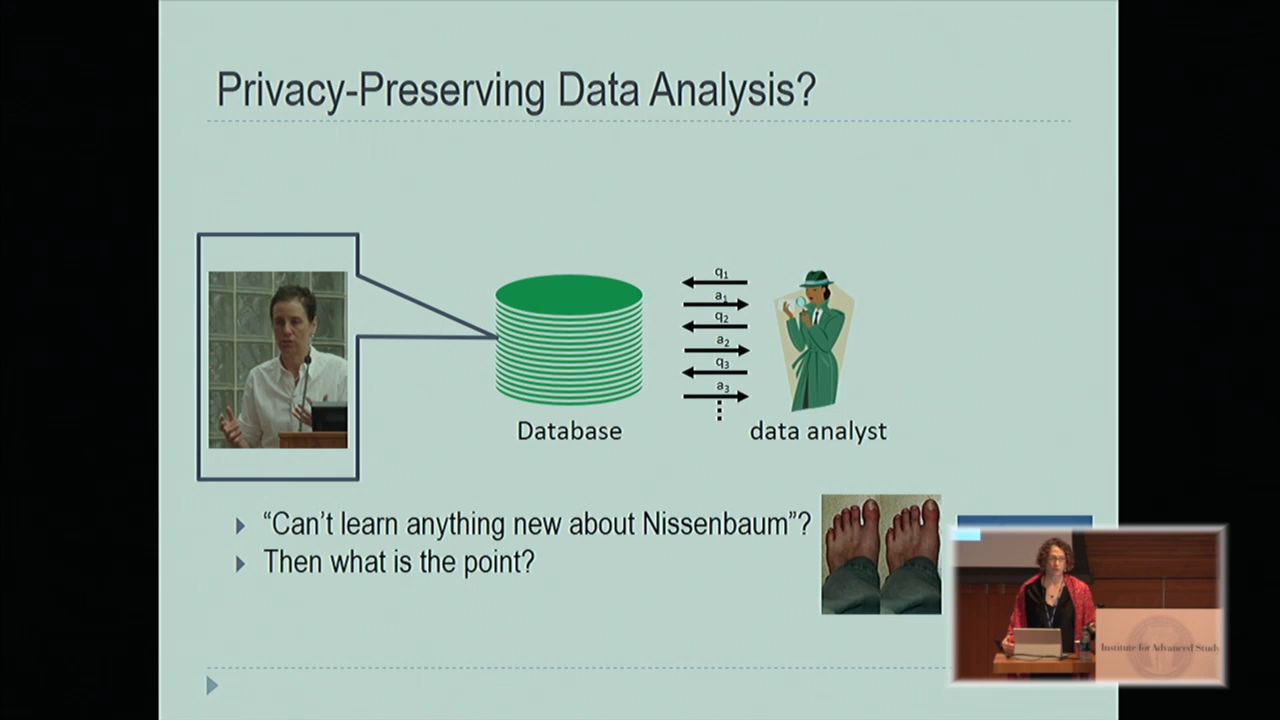 Privacy-Preserving Data Analysis?
q1
a1
q2
a2
q3
a3
Database
data analyst
“Can’t learn anything new about Nissenbaum”?
Then what is the point?
Institute for Advanced Study